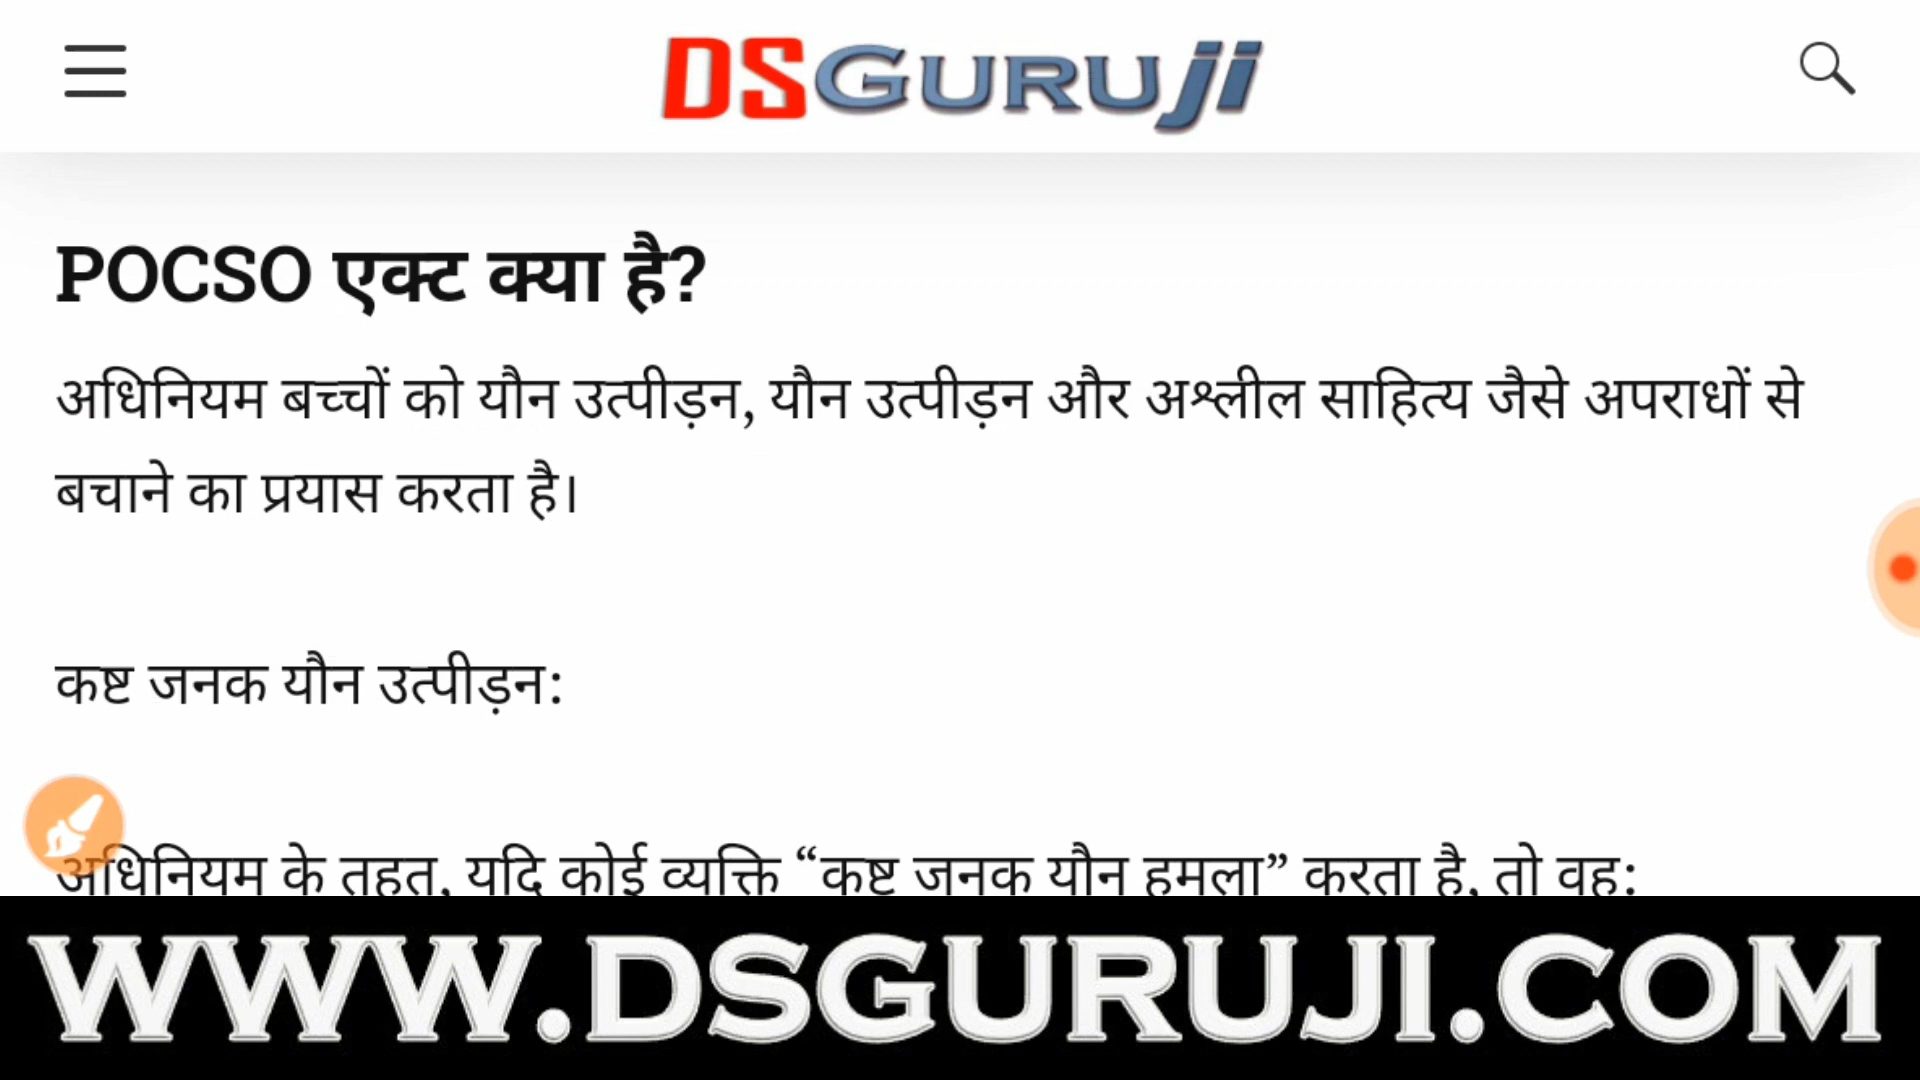 DSGuruji
POCSO एक्ट क्या है?
अधिनियम बच्चों को यौन उत्पीड़न, यौन उत्पीड़न और अश्लील साहित्य जैसे अपराधों से
बचाने का प्रयास करता है।
कष्ट जनक यौन उत्पीड़न:
अधिनियम के तहत, यदि कोई व्यक्ति “कष्ट जनक यौन हमला” करता है, तो वह:
WWW.DSGURUJI.COM